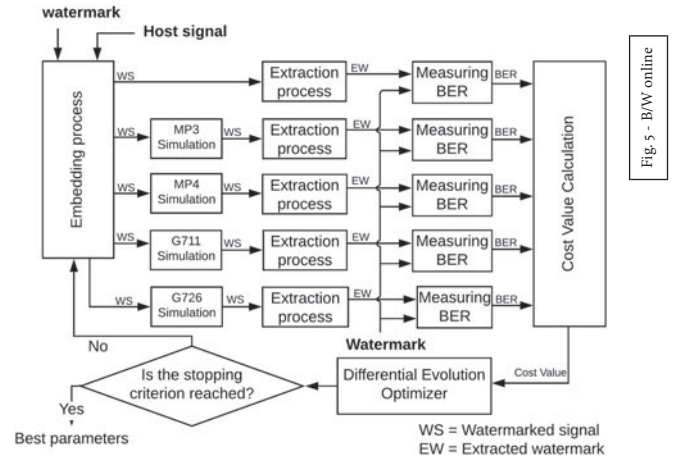 watermark
Host signal
Embedding process
WS
Extraction
process
EW
Measuring
BER
BER
WS
MP3
Simulation
WS
Extraction
process
EW
Measuring
BER
BER
WS
MP4
Simulation
WS
Extraction
process
EW
Measuring
BER
BER
WS
G711
Simulation
WS
Extraction
process
EW
Measuring
BER
BER
WS
G726
Simulation
WS
Extraction
process
EW
Measuring
BER
BER
Cost Value Calculation
Watermark
No
Is the stopping
criterion reached?
Differential Evolution
Optimizer
Cost Value
Yes
Best parameters
WS = Watermarked signal
EW = Extracted watermark
Fig. 5 - B/W online